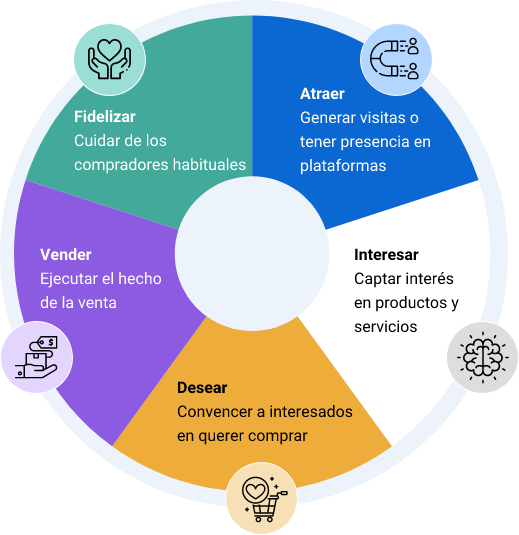 Atraer
Generar visitas o
tener presencia en
plataformas
Interesar
Captar interés
en productos y
servicios
Desear
Convencer a interesados
en querer comprar
Vender
Ejecutar el hecho
de la venta
$
Fidelizar
Cuidar de los
compradores habituales